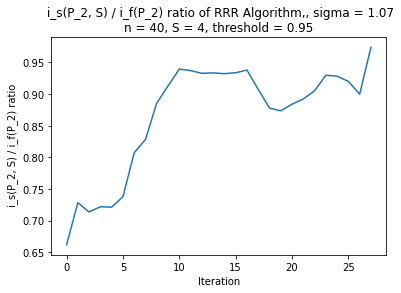 i_s(P_2, S) / i_f(P_2) ratio of RRR Algorithm,, sigma = 1.07
n = 40, S = 4, threshold = 0.95
i_s(P_2, S) / i_f(P_2) ratio
0.95
0.90
0.85
0.80
0.75
0.70
0.65
0 5 10 15 20 25
Iteration